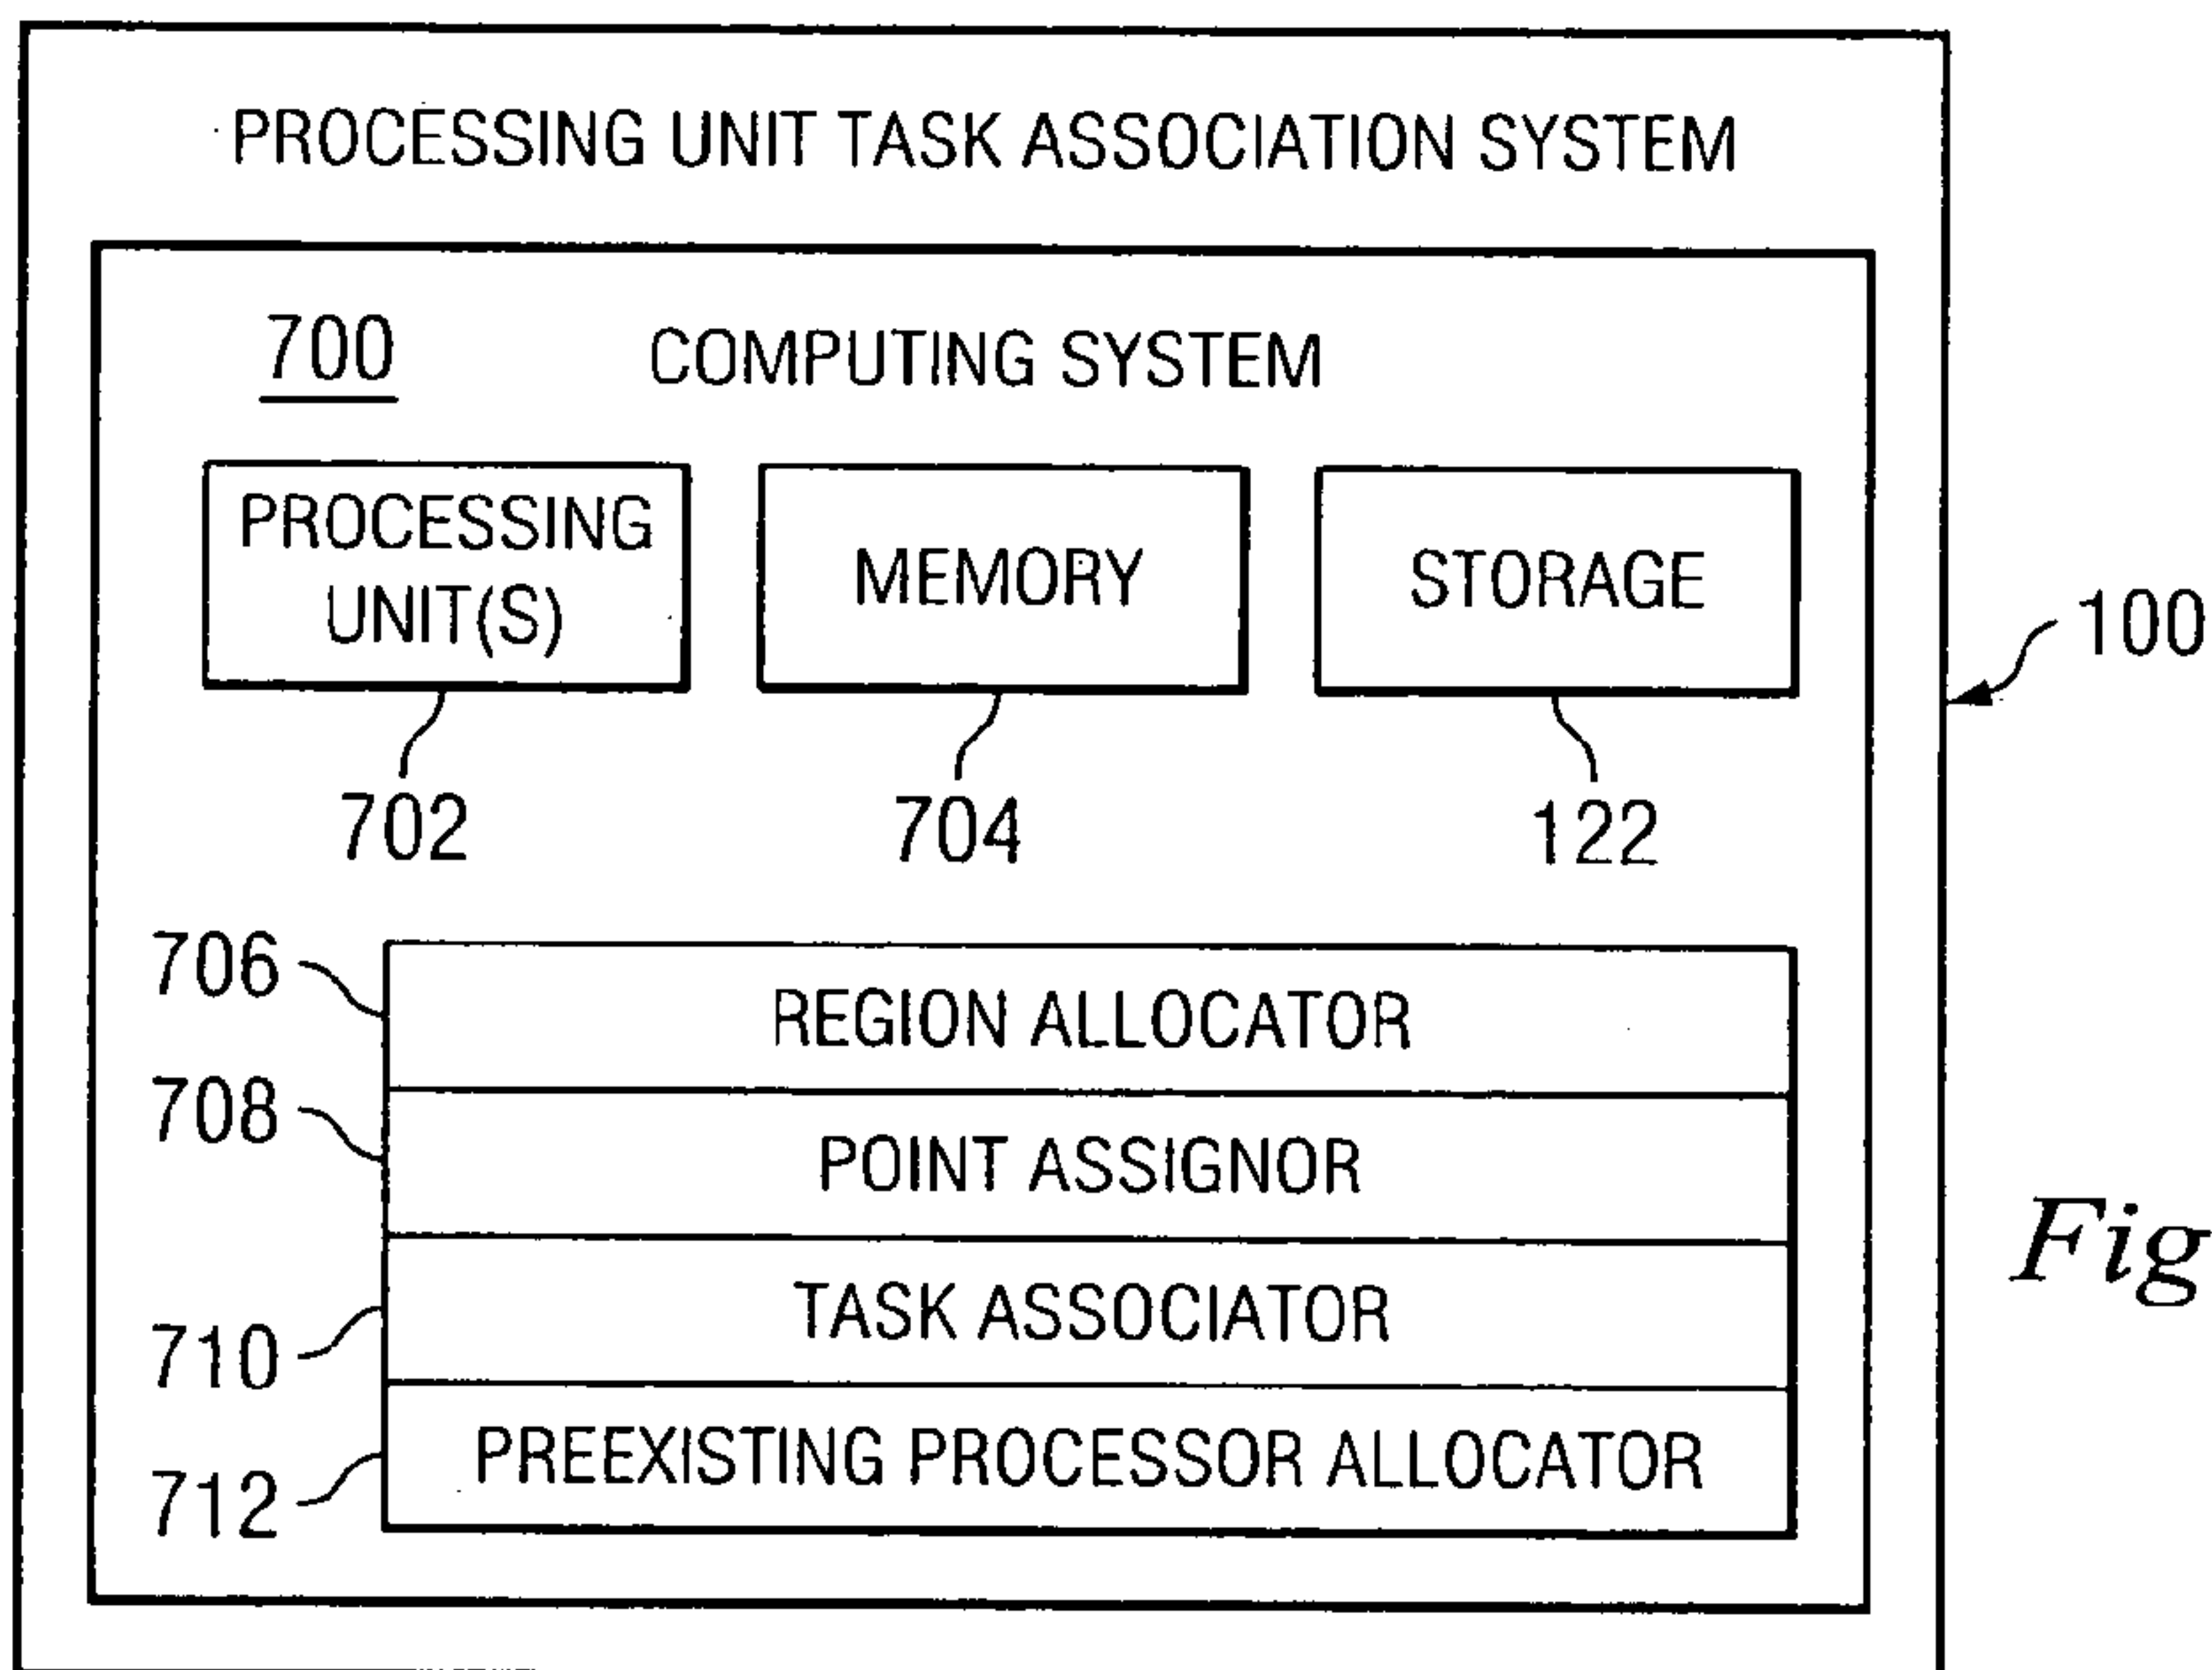 PROCESSING UNIT TASK ASSOCIATION SYSTEM
700
COMPUTING SYSTEM
PROCESSING
UNIT(S)
MEMORY
STORAGE
100
702
704
122
706
REGION ALLOCATOR
708
POINT ASSIGNOR
Fig
710
TASK ASSOCIATOR
712
PREEXISTING PROCESSOR ALLOCATOR